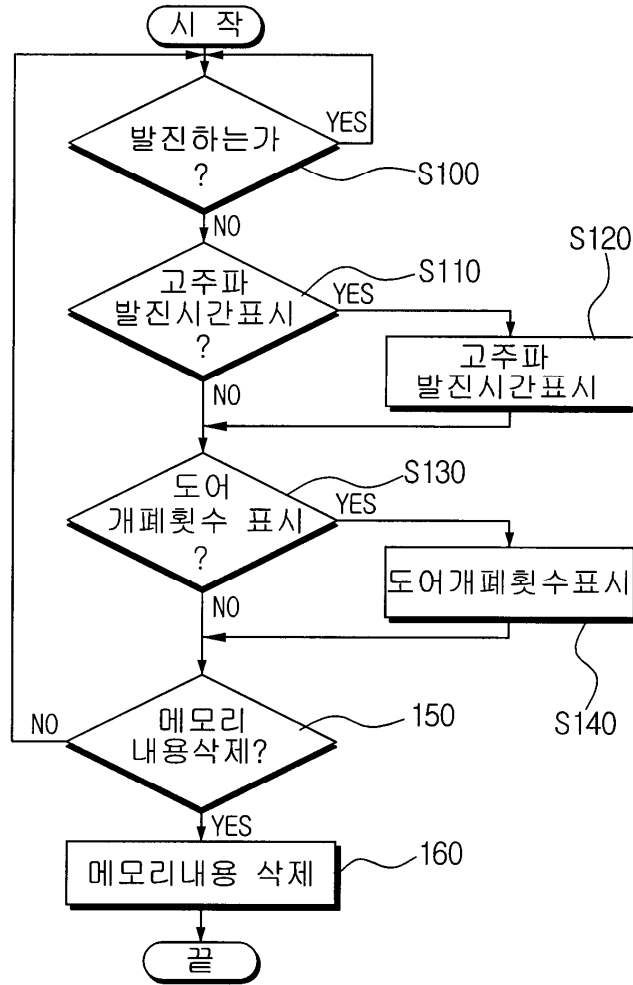 시 작
발진하는가
?
YES
S100
NO
고주파
발진시간표시
?
S110
YES
S120
고주파
발진시간표시
NO
도어
개폐횟수 표시
?
S130
YES
도어개폐횟수표시
S140
NO
메모리
내용삭제?
150
NO
YES
메모리내용 삭제
160
끝